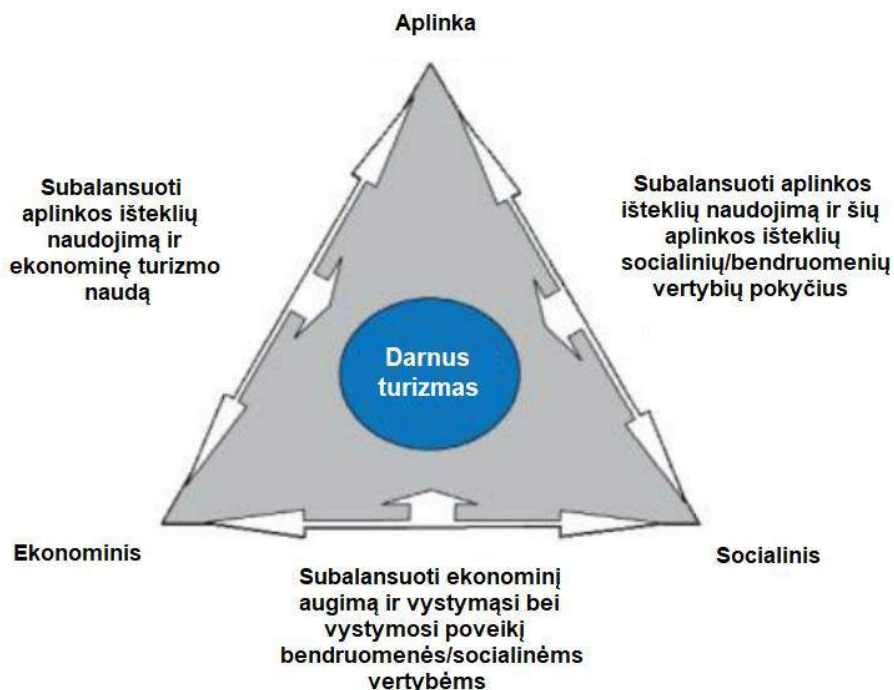 Aplinka
Subalansuoti
aplinkos išteklių
naudojimą ir
ekonominę turizmo
naudą
Subalansuoti aplinkos
išteklių naudojimą ir šių
aplinkos išteklių
socialinių/bendruomenių
vertybių pokyčius
Darnus
turizmas
Ekonominis
Socialinis
Subalansuoti ekonominį
augimą ir vystymąsi bei
vystymosi poveikį
bendruomenės/socialinėms
vertybėms